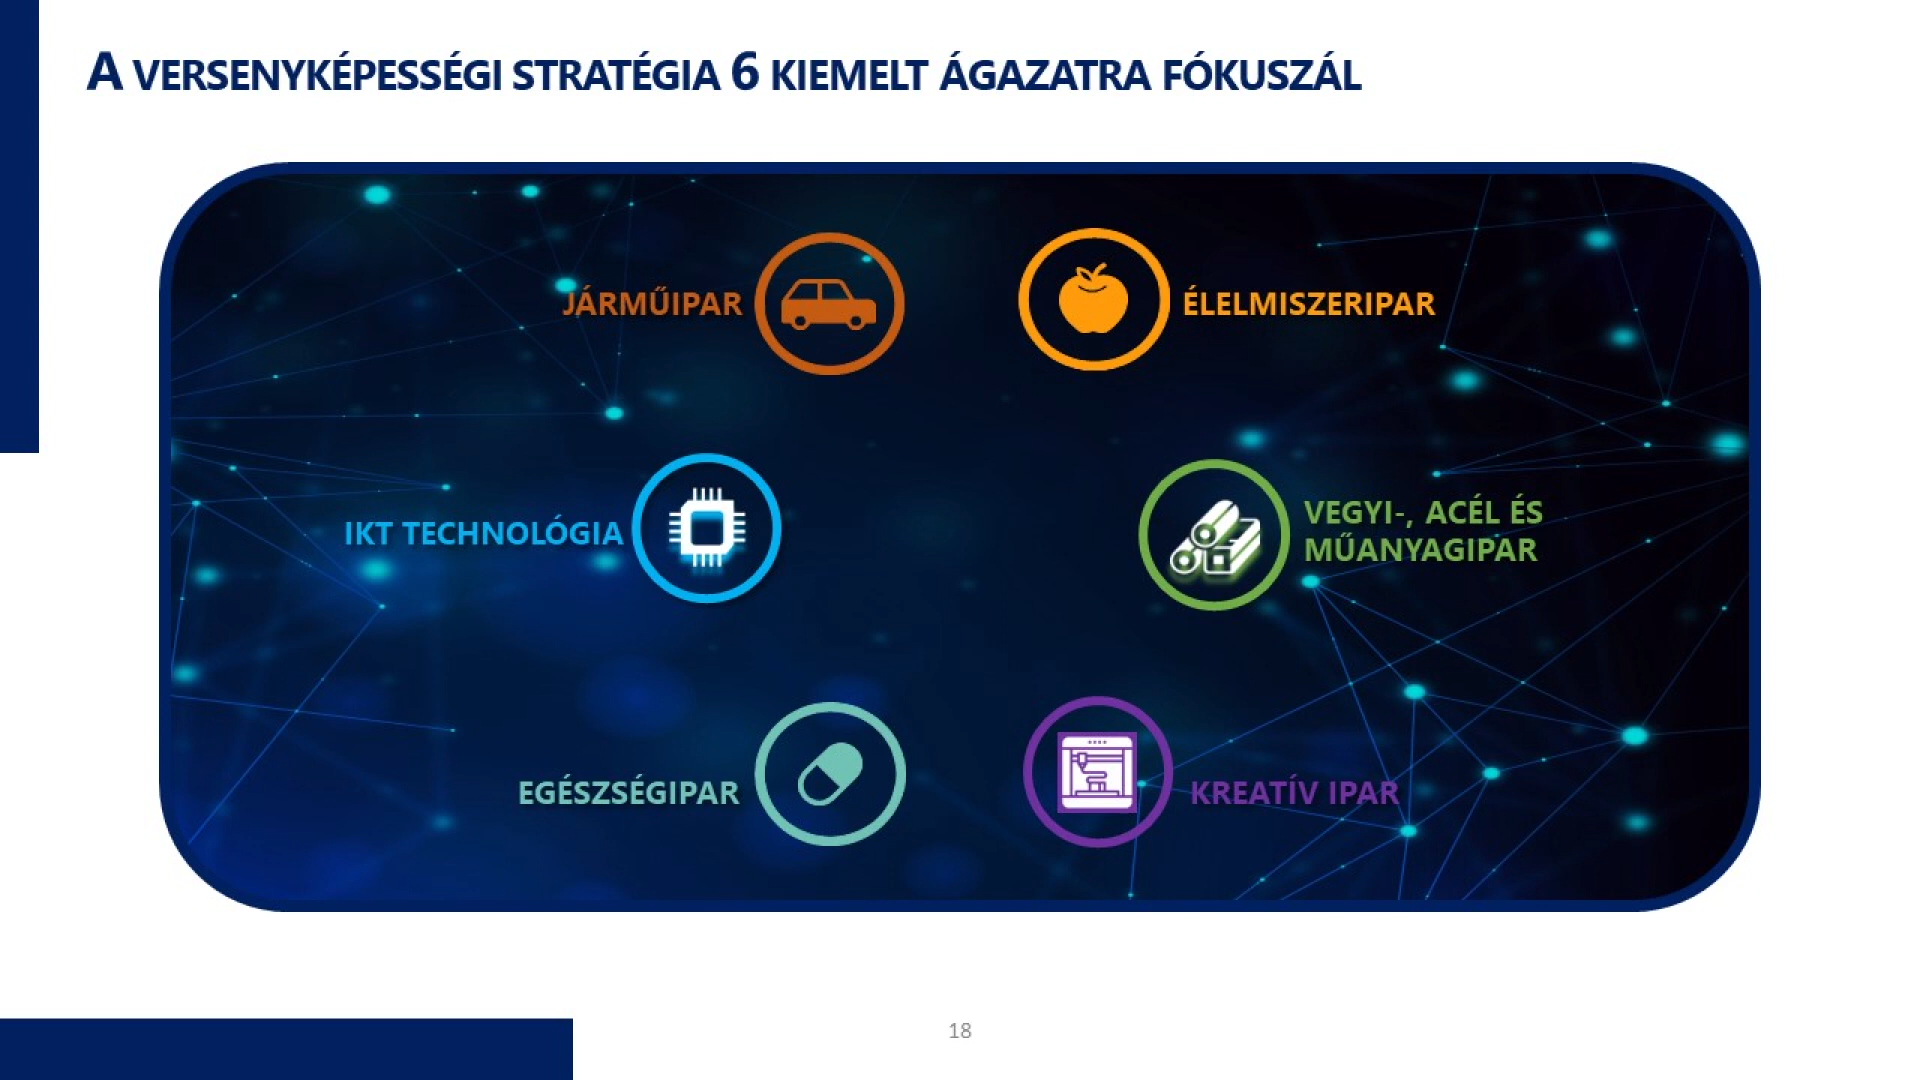 A VERSENYKÉPESSÉGI STRATÉGIA 6 KIEMELT ÁGAZATRA FÓKUSZÁL
JÁRMŰIPAR
ÉLELMISZERIPAR
IKT TECHNOLÓGIA
VEGYI-, ACÉL ÉS
MŰANYAGIPAR
EGÉSZSÉGIPAR
KREATÍV IPAR
18